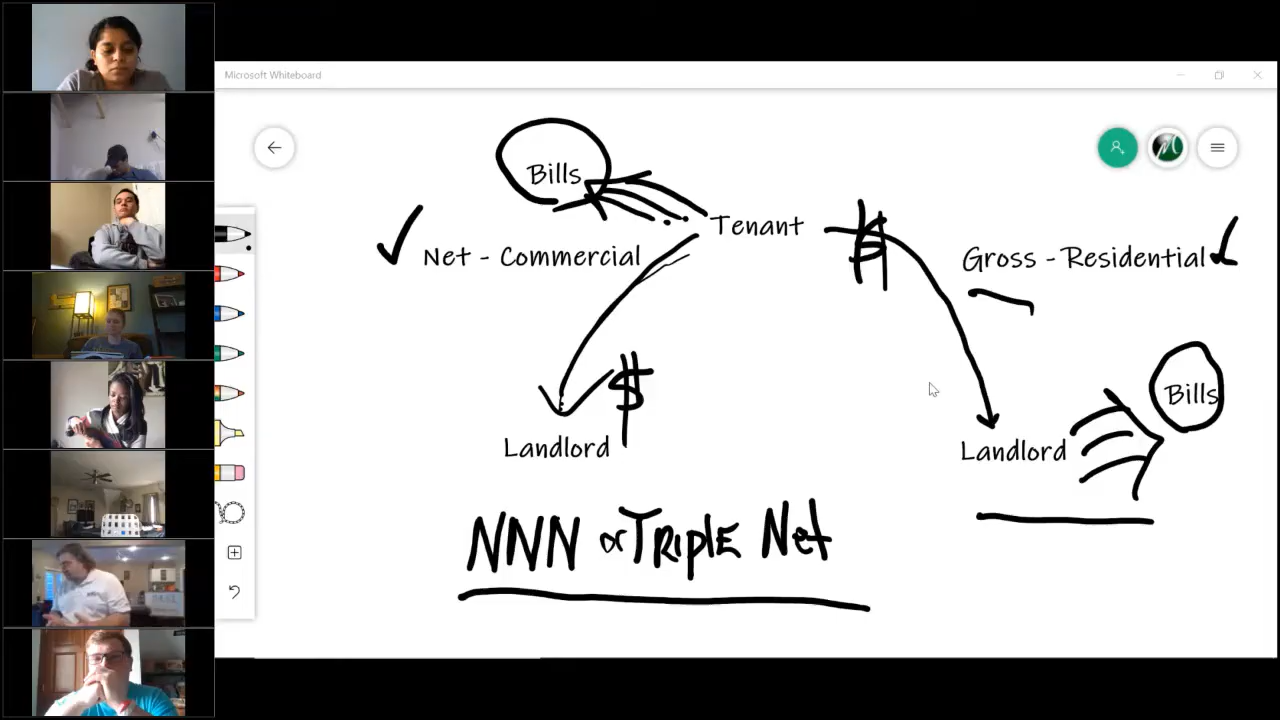 Microsoft Whiteboard
Bills
Tenant
$
Net - Commercial
Gross - Residential
$
Bills
Landlord
Landlord
NNN or TRIPLE Net